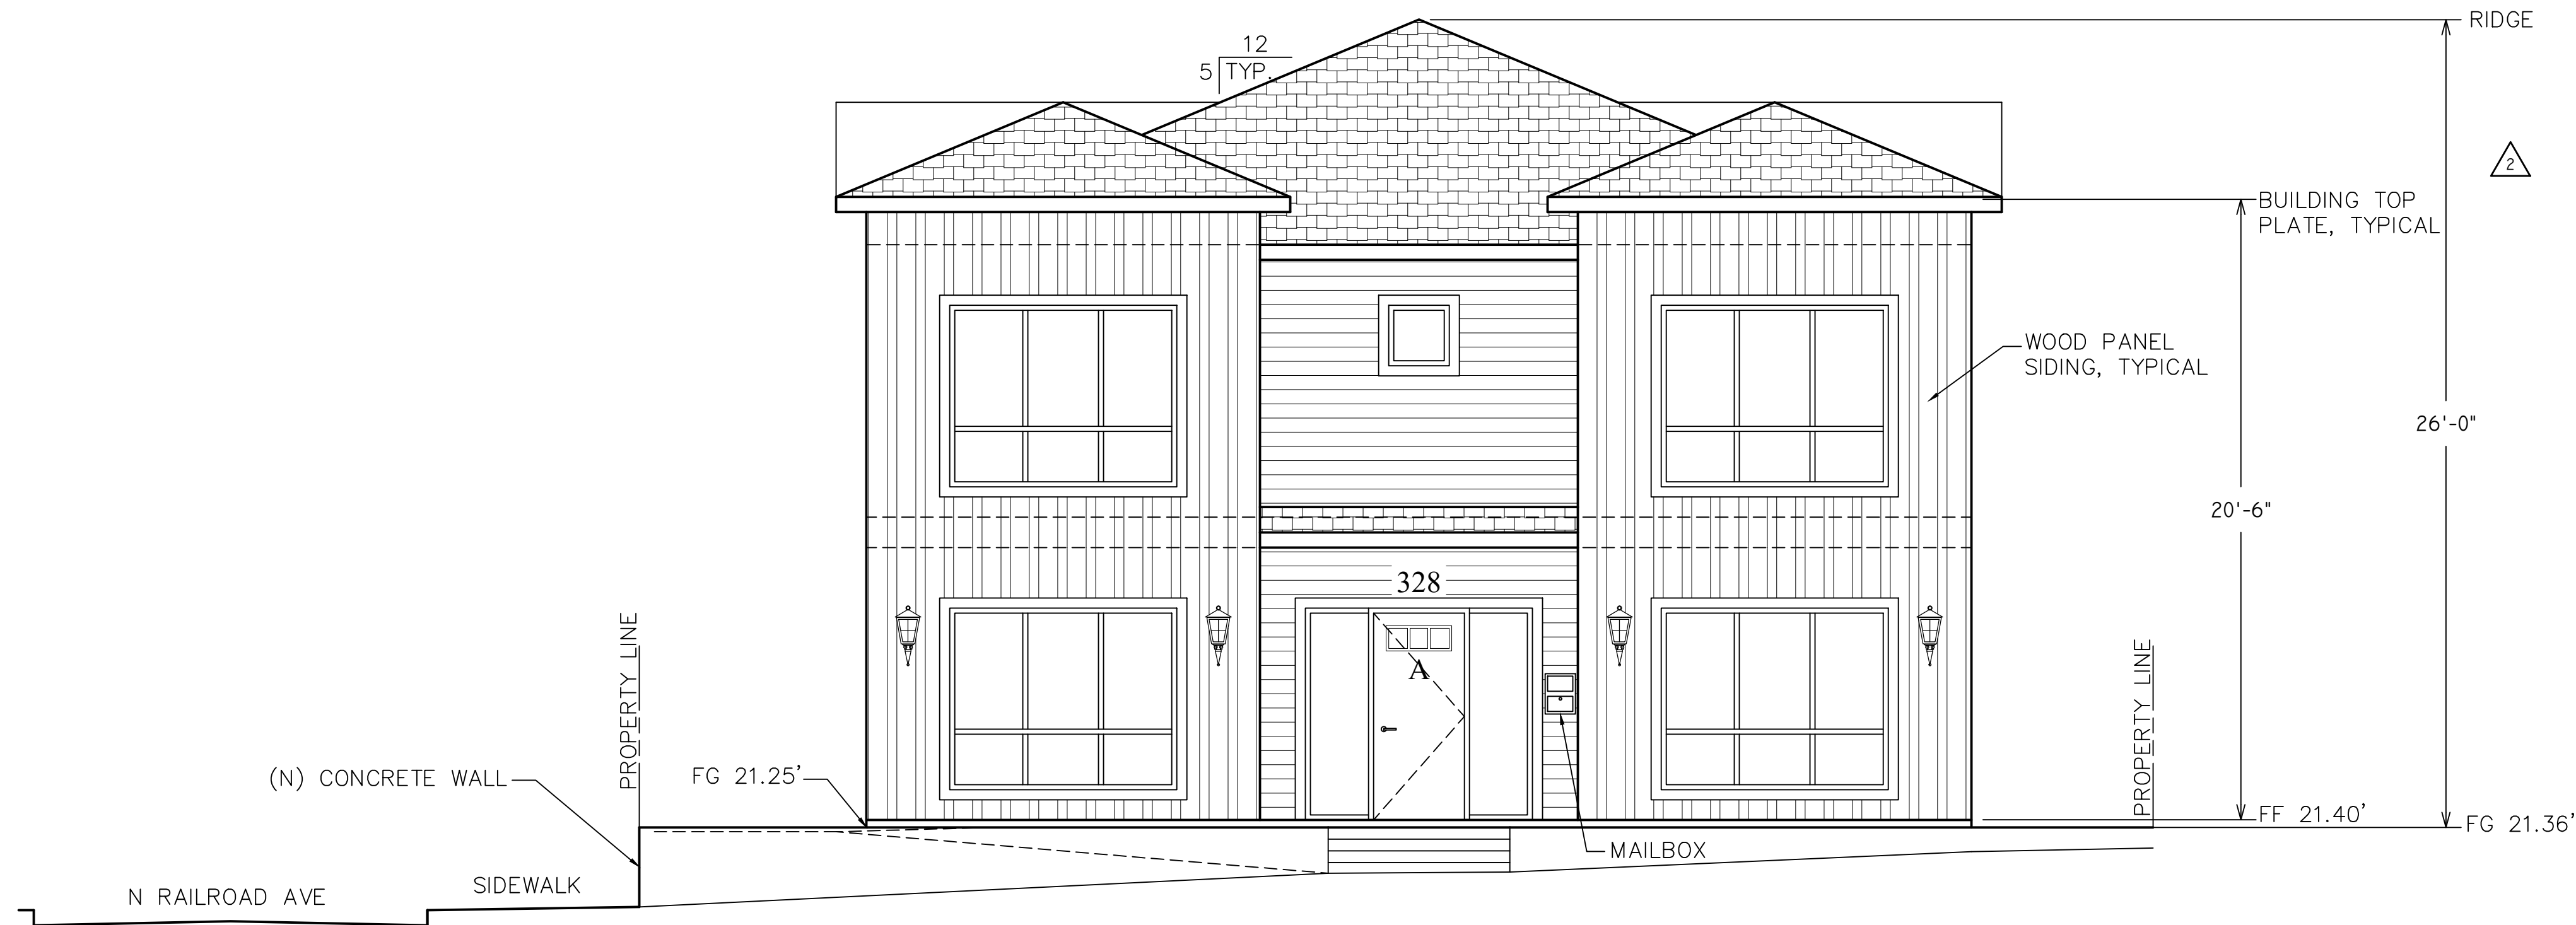 RIDGE
12
5 TYP.
2
BUILDING TOP
PLATE, TYPICAL
WOOD PANEL
SIDING, TYPICAL
26'-0"
20'-6"
328
A
PROPERTY LINE
PROPERTY LINE
(N) CONCRETE WALL
FG 21.25'
FF 21.40'
FG 21.36'
MAILBOX
SIDEWALK
N RAILROAD AVE